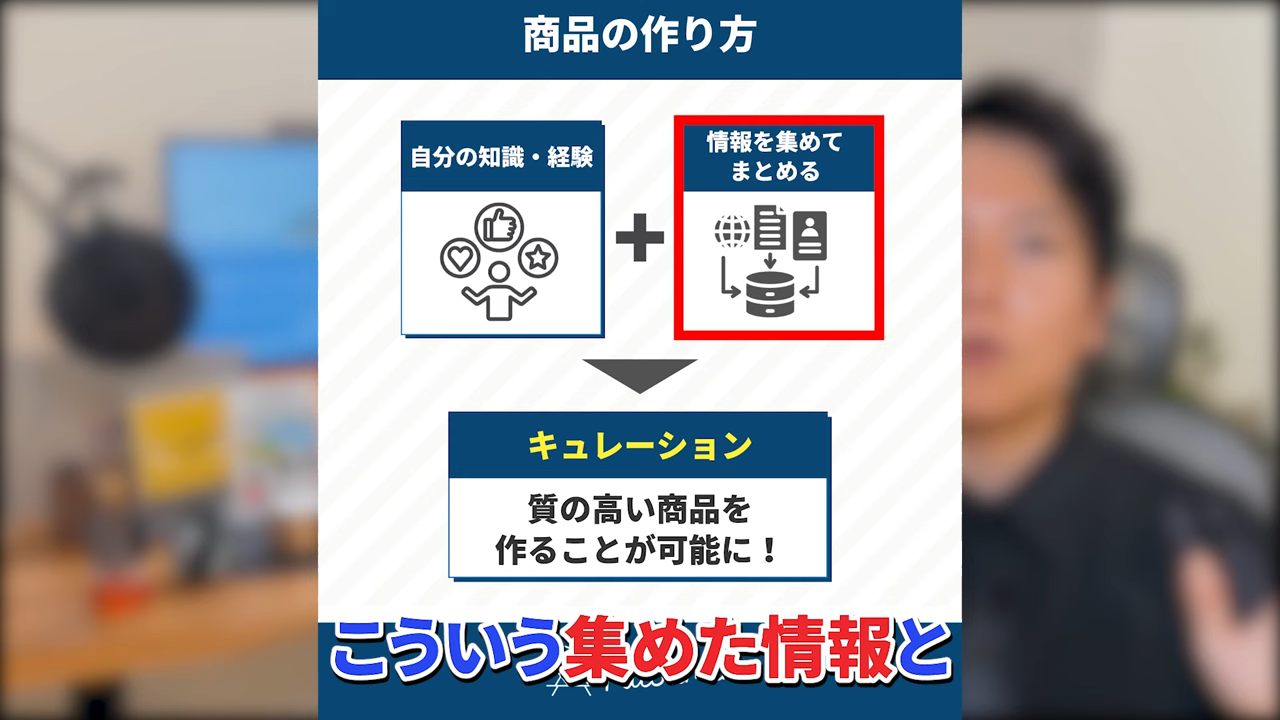 商品の作り方
自分の知識・経験
情報を集めて
まとめる
キュレーション
質の高い商品を
作ることが可能に！
こういう集めた情報と